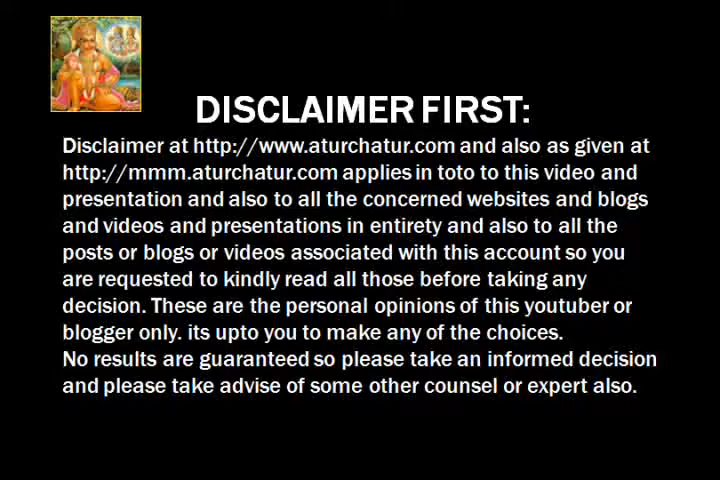 DISCLAIMER FIRST:
Disclaimer at http://www.aturchatur.com and also as given at
http://mmm.aturchatur.com applies in toto to this video and
presentation and also to all the concerned websites and blogs
and videos and presentations in entirety and also to all the
posts or blogs or videos associated with this account so you
are requested to kindly read all those before taking any
decision. These are the personal opinions of this youtuber or
blogger only. its upto you to make any of the choices.
No results are guaranteed so please take an informed decision
and please take advise of some other counsel or expert also.